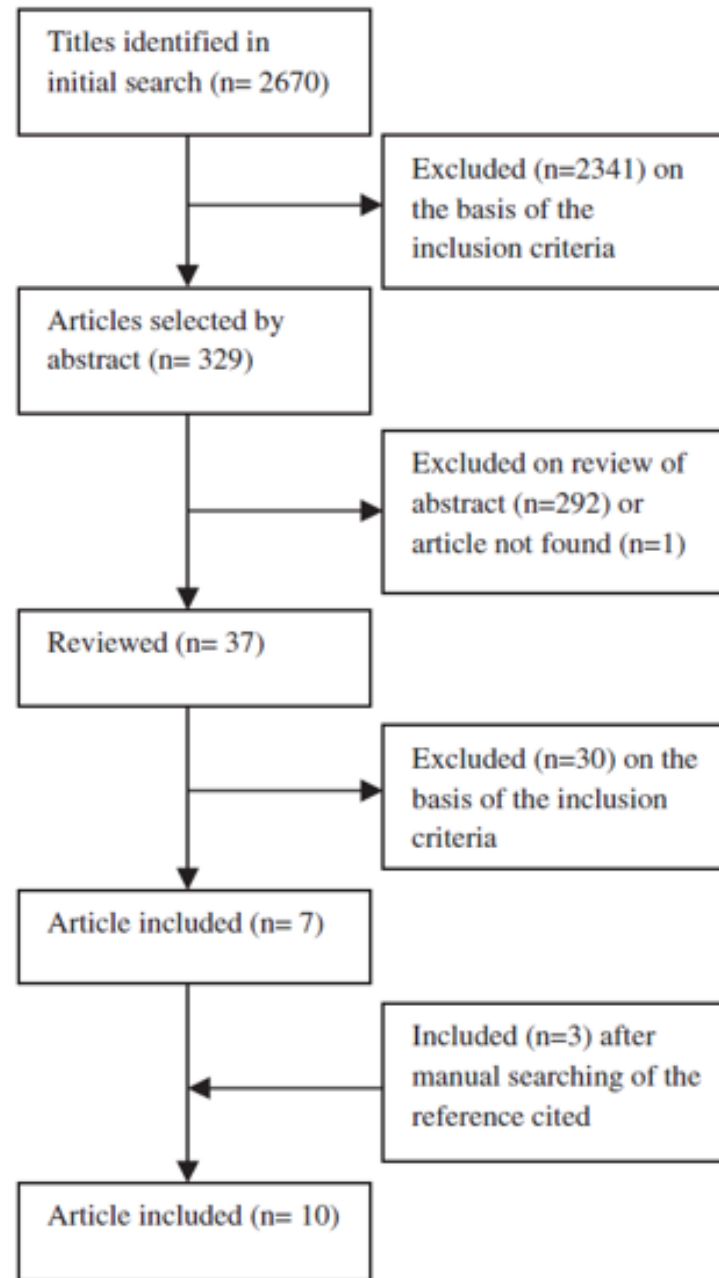 Titles identified in
initial search (n= 2670)
Excluded (n=2341) on
the basis of the
inclusion criteria
Articles selected by
abstract (n= 329)
Excluded on review of
abstract (n=292) or
article not found (n=1)
Reviewed (n= 37)
Excluded (n=30) on the
basis of the inclusion
criteria
Article included (n= 7)
Included (n=3) after
manual searching of the
reference cited
Article included (n= 10)